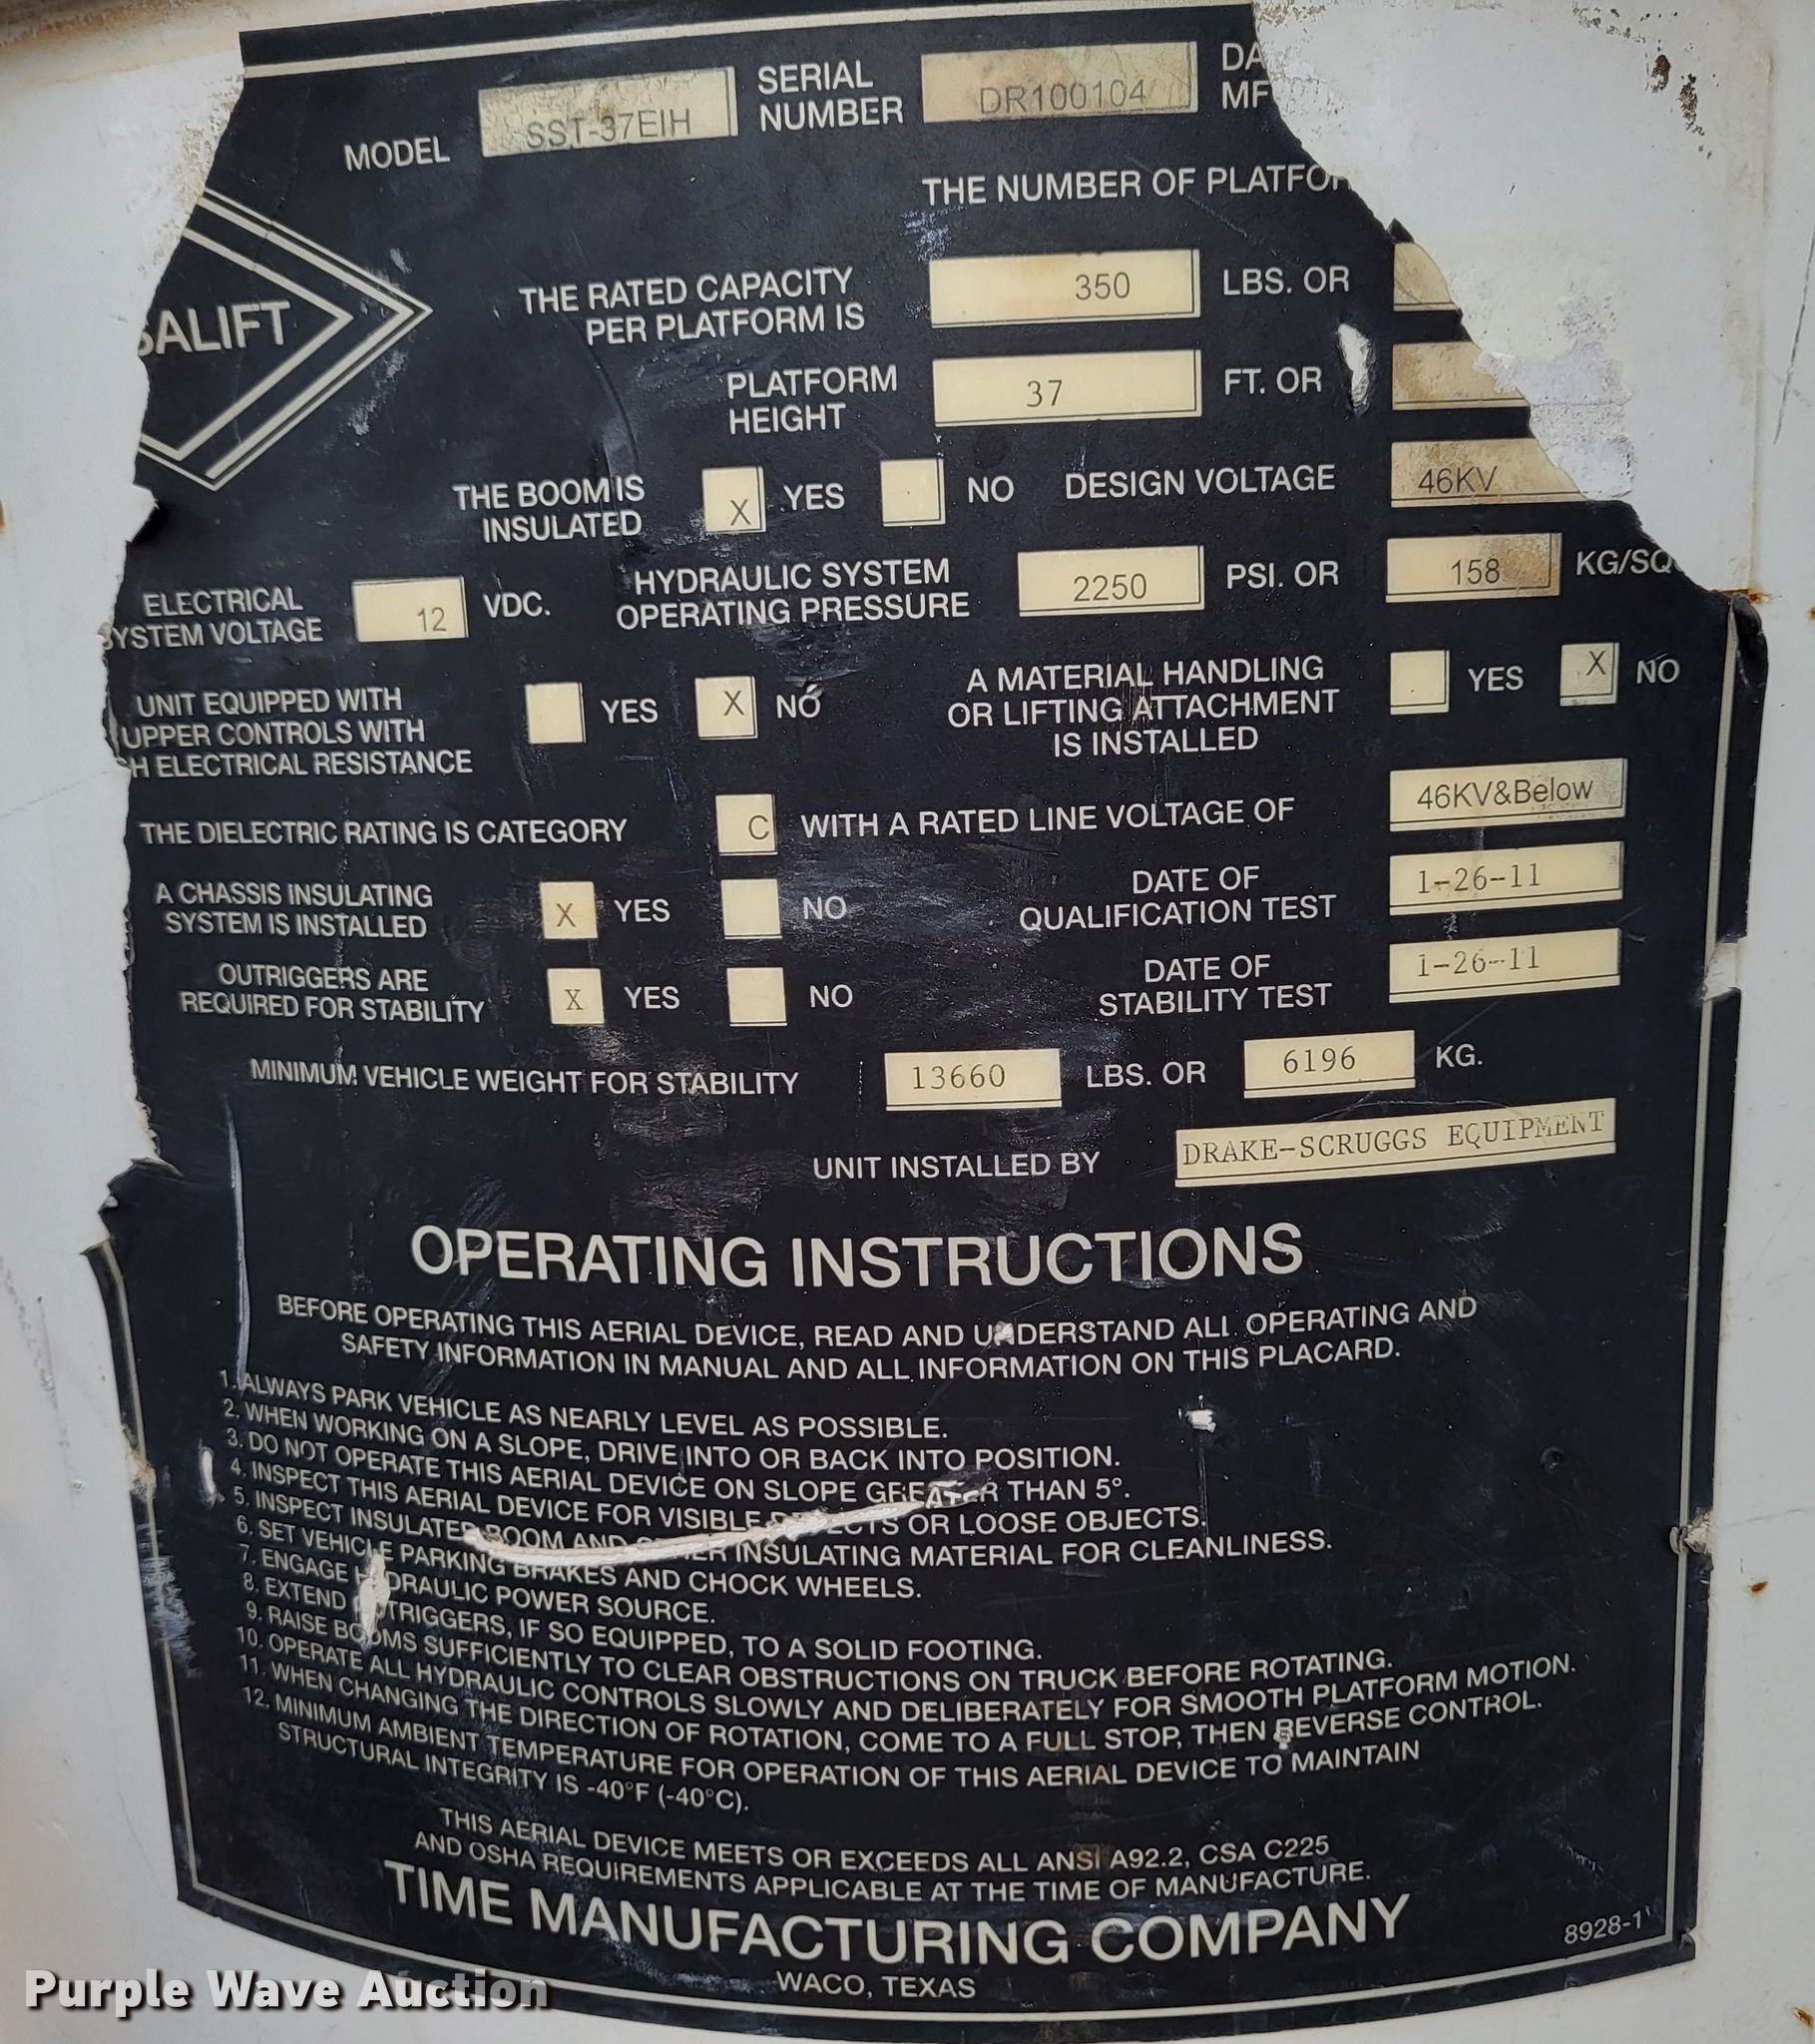 MODEL SST-37EIH SERIAL NUMBER DR100104 DA MF
THE NUMBER OF PLATFO
SALIFT
THE RATED CAPACITY PER PLATFORM IS 350 LBS. OR
PLATFORM HEIGHT 37 FT. OR
THE BOOM IS INSULATED X YES NO DESIGN VOLTAGE 46KV
ELECTRICAL SYSTEM VOLTAGE 12 VDC. HYDRAULIC SYSTEM OPERATING PRESSURE 2250 PSI. OR 158 KG/SQ
UNIT EQUIPPED WITH UPPER CONTROLS WITH H ELECTRICAL RESISTANCE YES X NO
A MATERIAL HANDLING OR LIFTING ATTACHMENT IS INSTALLED YES X NO
THE DIELECTRIC RATING IS CATEGORY C WITH A RATED LINE VOLTAGE OF 46KV&Below
A CHASSIS INSULATING SYSTEM IS INSTALLED X YES NO
DATE OF QUALIFICATION TEST 1-26-11
OUTRIGGERS ARE REQUIRED FOR STABILITY X YES NO
DATE OF STABILITY TEST 1-26-11
MINIMUM VEHICLE WEIGHT FOR STABILITY 13660 LBS. OR 6196 KG.
UNIT INSTALLED BY DRAKE-SCRUGGS EQUIPMENT
OPERATING INSTRUCTIONS
BEFORE OPERATING THIS AERIAL DEVICE, READ AND UNDERSTAND ALL OPERATING AND
SAFETY INFORMATION IN MANUAL AND ALL INFORMATION ON THIS PLACARD.
1. ALWAYS PARK VEHICLE AS NEARLY LEVEL AS POSSIBLE.
2. WHEN WORKING ON A SLOPE, DRIVE INTO OR BACK INTO POSITION.
3. DO NOT OPERATE THIS AERIAL DEVICE ON SLOPE GREATER THAN 5°.
4. INSPECT THIS AERIAL DEVICE FOR VISIBLE DEFECTS OR LOOSE OBJECTS.
5. INSPECT INSULATED BOOM AND OTHER INSULATING MATERIAL FOR CLEANLINESS.
6. SET VEHICLE PARKING BRAKES AND CHOCK WHEELS.
7. ENGAGE HYDRAULIC POWER SOURCE.
8. EXTEND OUTRIGGERS, IF SO EQUIPPED, TO A SOLID FOOTING.
9. RAISE BOOMS SUFFICIENTLY TO CLEAR OBSTRUCTIONS ON TRUCK BEFORE ROTATING.
10. OPERATE ALL HYDRAULIC CONTROLS SLOWLY AND DELIBERATELY FOR SMOOTH PLATFORM MOTION.
11. WHEN CHANGING THE DIRECTION OF ROTATION, COME TO A FULL STOP, THEN REVERSE CONTROL.
12. MINIMUM AMBIENT TEMPERATURE FOR OPERATION OF THIS AERIAL DEVICE TO MAINTAIN
STRUCTURAL INTEGRITY IS -40°F (-40°C).
THIS AERIAL DEVICE MEETS OR EXCEEDS ALL ANSI A92.2, CSA C225
AND OSHA REQUIREMENTS APPLICABLE AT THE TIME OF MANUFACTURE.
TIME MANUFACTURING COMPANY
WACO, TEXAS
8928-1
Purple Wave Auction